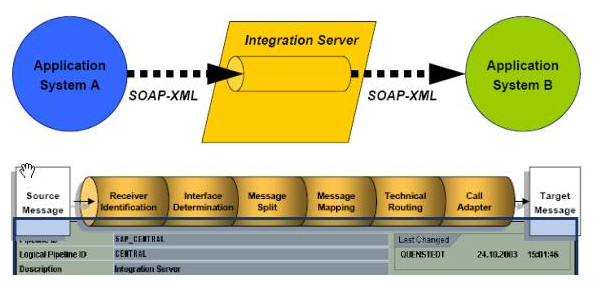 Integration Server
Application
System A
Application
System B
SOAP-XML
SOAP-XML
Source
Message
Receiver
Identification
Interface
Determination
Message
Split
Message
Mapping
Technical
Routing
Call
Adapter
Target
Message
Pipeline ID SAP_CENTRAL
Last Changed
Logical Pipeline ID CENTRAL
QUENSTEDT 24.10.2003 15:01:46
Description Integration Server